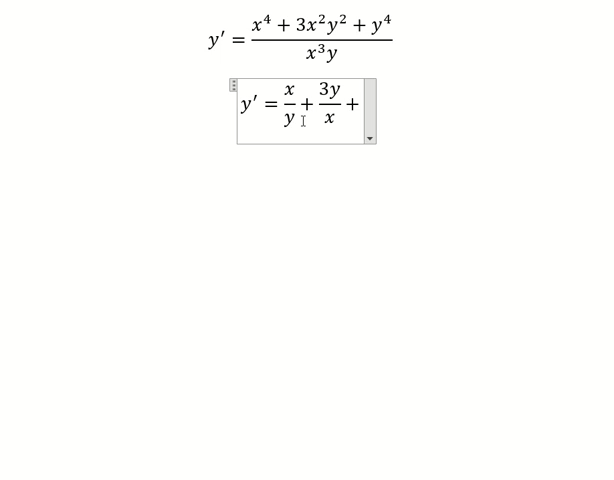 y′ = (x⁴ + 3x²y² + y⁴)/(x³y)
y′ = x/y + 3y/x +